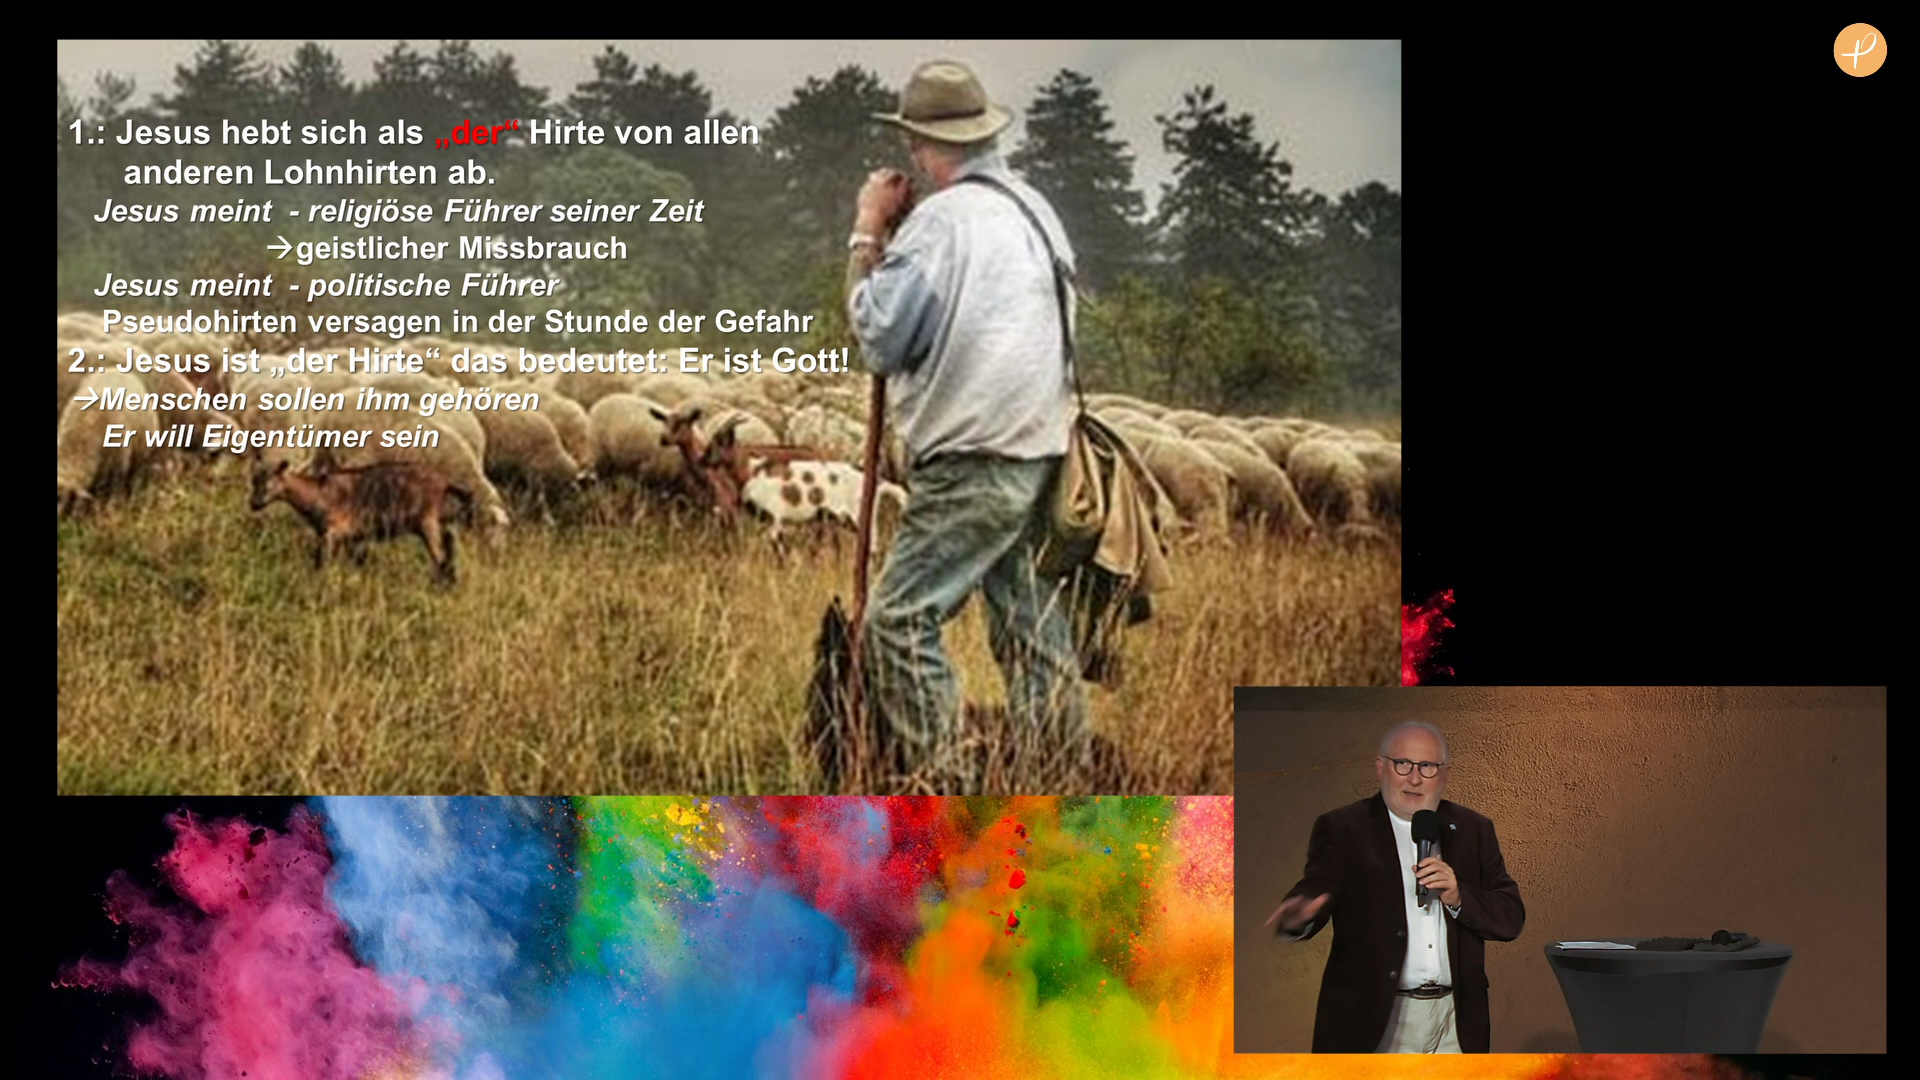 1.: Jesus hebt sich als „der“ Hirte von allen
anderen Lohnhirten ab.
Jesus meint - religiöse Führer seiner Zeit
→geistlicher Missbrauch
Jesus meint - politische Führer
Pseudohirten versagen in der Stunde der Gefahr
2.: Jesus ist „der Hirte“ das bedeutet: Er ist Gott!
→Menschen sollen ihm gehören
Er will Eigentümer sein